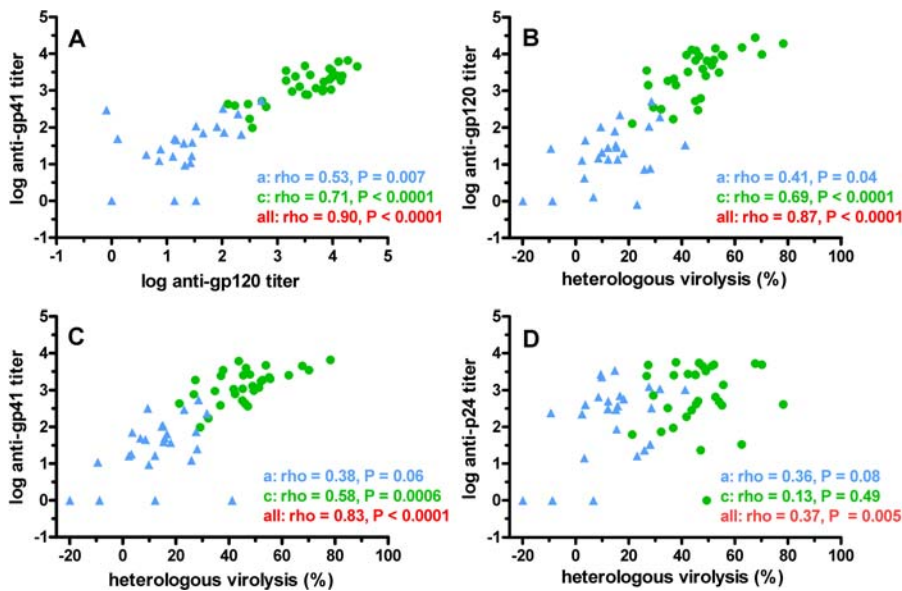 A
log anti-gp41 titer
5
4
3
2
1
0
-1
-1 0 1 2 3 4 5
log anti-gp120 titer
a: rho = 0.53, P = 0.007
c: rho = 0.71, P < 0.0001
all: rho = 0.90, P < 0.0001
B
log anti-gp120 titer
5
4
3
2
1
0
-1
-20 0 20 40 60 80 100
heterologous virolysis (%)
a: rho = 0.41, P = 0.04
c: rho = 0.69, P < 0.0001
all: rho = 0.87, P < 0.0001
C
log anti-gp41 titer
5
4
3
2
1
0
-1
-20 0 20 40 60 80 100
heterologous virolysis (%)
a: rho = 0.38, P = 0.06
c: rho = 0.58, P = 0.0006
all: rho = 0.83, P < 0.0001
D
log anti-p24 titer
5
4
3
2
1
0
-1
-20 0 20 40 60 80 100
heterologous virolysis (%)
a: rho = 0.36, P = 0.08
c: rho = 0.13, P = 0.49
all: rho = 0.37, P = 0.005